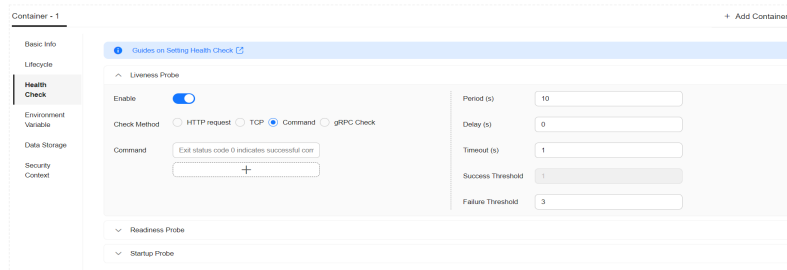 Container - 1
+ Add Container
Basic Info
Lifecycle
Health
Check
Environment
Variable
Data Storage
Security
Context
Guides on Setting Health Check
Liveness Probe
Enable
Check Method
HTTP request
TCP
Command
gRPC Check
Command
Exit status code 0 indicates successful com
Period (s)
10
Delay (s)
0
Timeout (s)
1
Success Threshold
1
Failure Threshold
3
Readiness Probe
Startup Probe